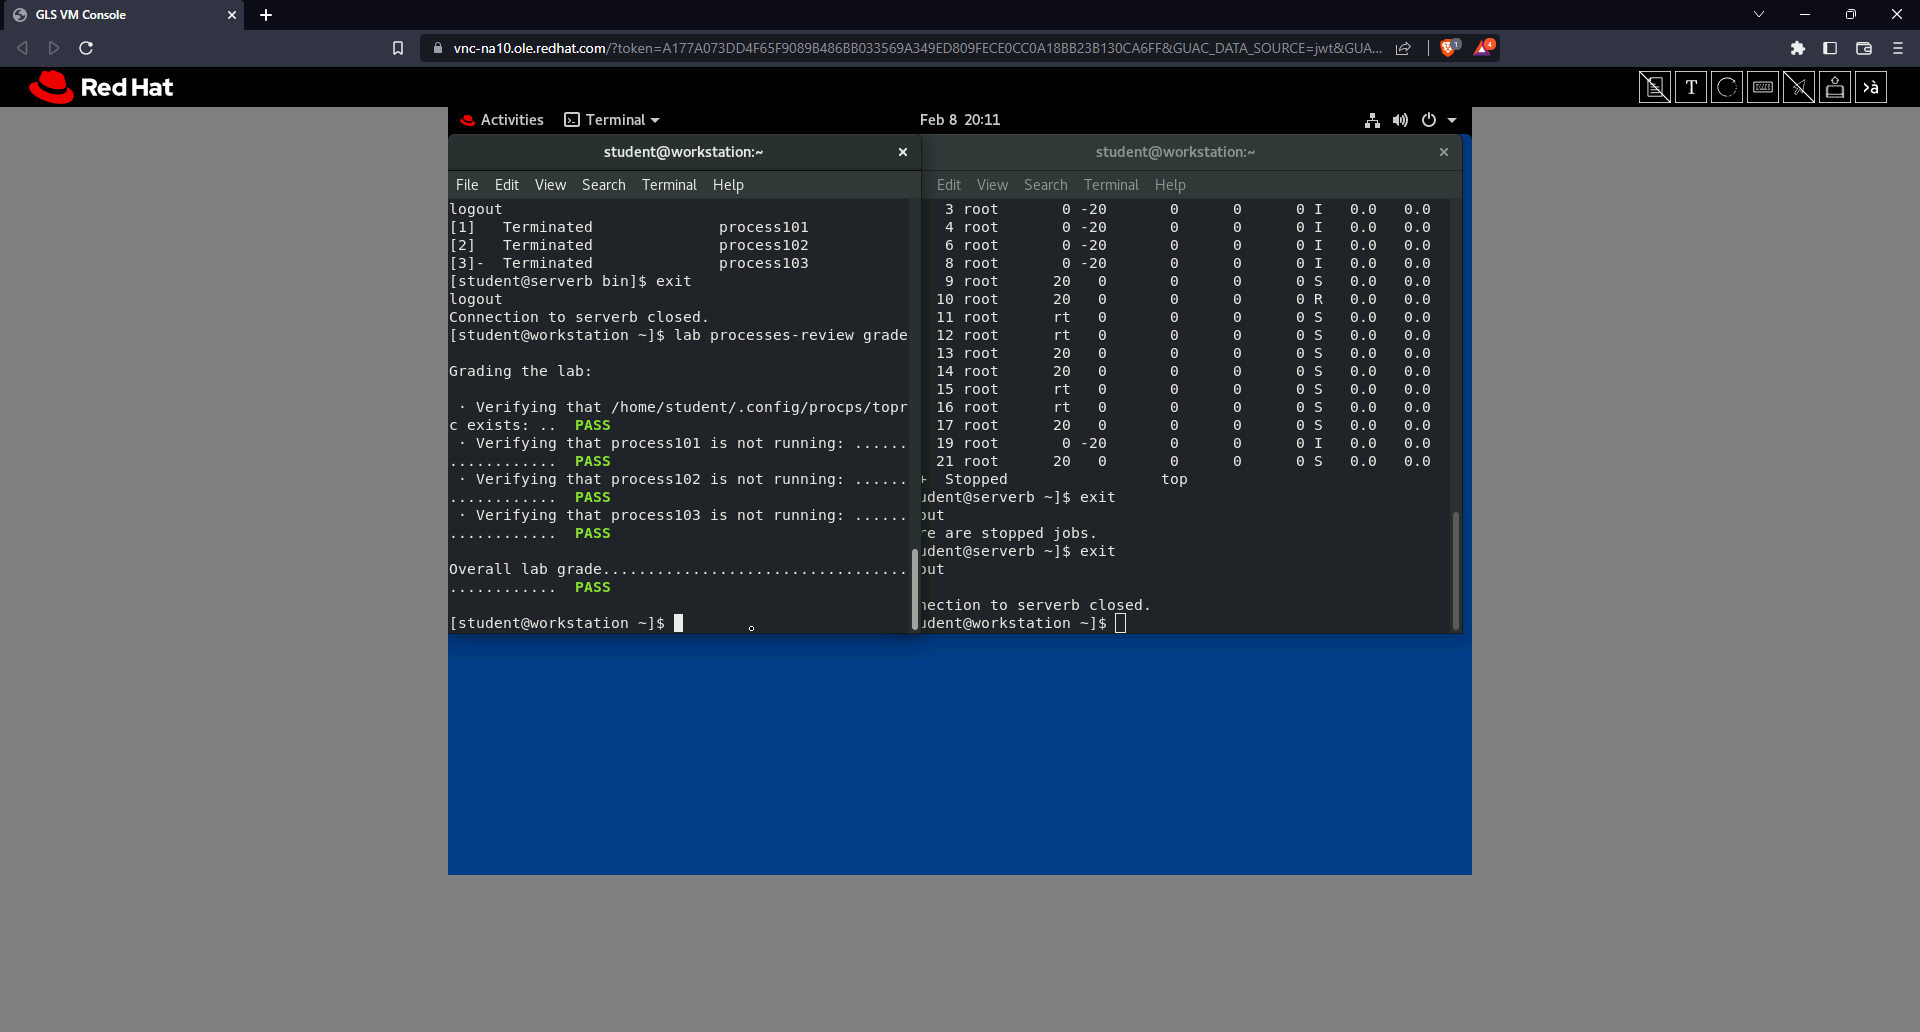 GLS VM Console
vnc-na10.ole.redhat.com/?token=A177A073DD4F65F9089B486BB033569A349ED809FECE0CC0A18BB23B130CA6FF&GUAC_DATA_SOURCE=jwt&GUA...
1
4
Red Hat
T
>à
Activities Terminal Feb 8 20:11
student@workstation:~
File Edit View Search Terminal Help
logout
[1] Terminated process101
[2] Terminated process102
[3]- Terminated process103
[student@serverb bin]$ exit
logout
Connection to serverb closed.
[student@workstation ~]$ lab processes-review grade
Grading the lab:
· Verifying that /home/student/.config/procps/topr
c exists: .. PASS
· Verifying that process101 is not running: ......
............ PASS
· Verifying that process102 is not running: ......
............ PASS
· Verifying that process103 is not running: ......
............ PASS
Overall lab grade..................................
............ PASS
[student@workstation ~]$
student@workstation:~
Edit View Search Terminal Help
3 root 0 -20 0 0 0 I 0.0 0.0
4 root 0 -20 0 0 0 I 0.0 0.0
6 root 0 -20 0 0 0 I 0.0 0.0
8 root 0 -20 0 0 0 I 0.0 0.0
9 root 20 0 0 0 0 S 0.0 0.0
10 root 20 0 0 0 0 R 0.0 0.0
11 root rt 0 0 0 0 S 0.0 0.0
12 root rt 0 0 0 0 S 0.0 0.0
13 root 20 0 0 0 0 S 0.0 0.0
14 root 20 0 0 0 0 S 0.0 0.0
15 root rt 0 0 0 0 S 0.0 0.0
16 root rt 0 0 0 0 S 0.0 0.0
17 root 20 0 0 0 0 S 0.0 0.0
19 root 0 -20 0 0 0 I 0.0 0.0
21 root 20 0 0 0 0 S 0.0 0.0
+ Stopped top
udent@serverb ~]$ exit
out
re are stopped jobs.
udent@serverb ~]$ exit
out
nection to serverb closed.
udent@workstation ~]$